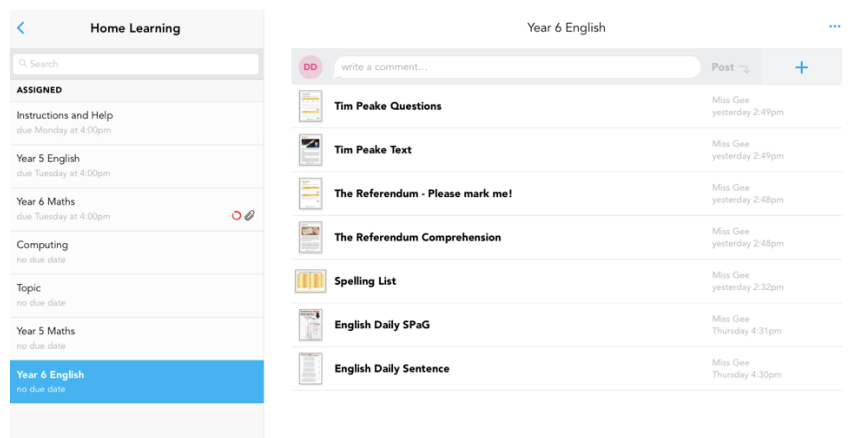 Home Learning
Search
ASSIGNED
Instructions and Help
due Monday at 4:00pm
Year 5 English
due Tuesday at 4:00pm
Year 6 Maths
due Tuesday at 4:00pm
Computing
no due date
Topic
no due date
Year 5 Maths
no due date
Year 6 English
no due date
Year 6 English
DD
write a comment...
Post
Tim Peake Questions
Miss Gee
yesterday 2:49pm
Tim Peake Text
Miss Gee
yesterday 2:49pm
The Referendum - Please mark me!
Miss Gee
yesterday 2:48pm
The Referendum Comprehension
Miss Gee
yesterday 2:48pm
Spelling List
Miss Gee
yesterday 2:32pm
English Daily SPaG
Miss Gee
Thursday 4:31pm
English Daily Sentence
Miss Gee
Thursday 4:30pm